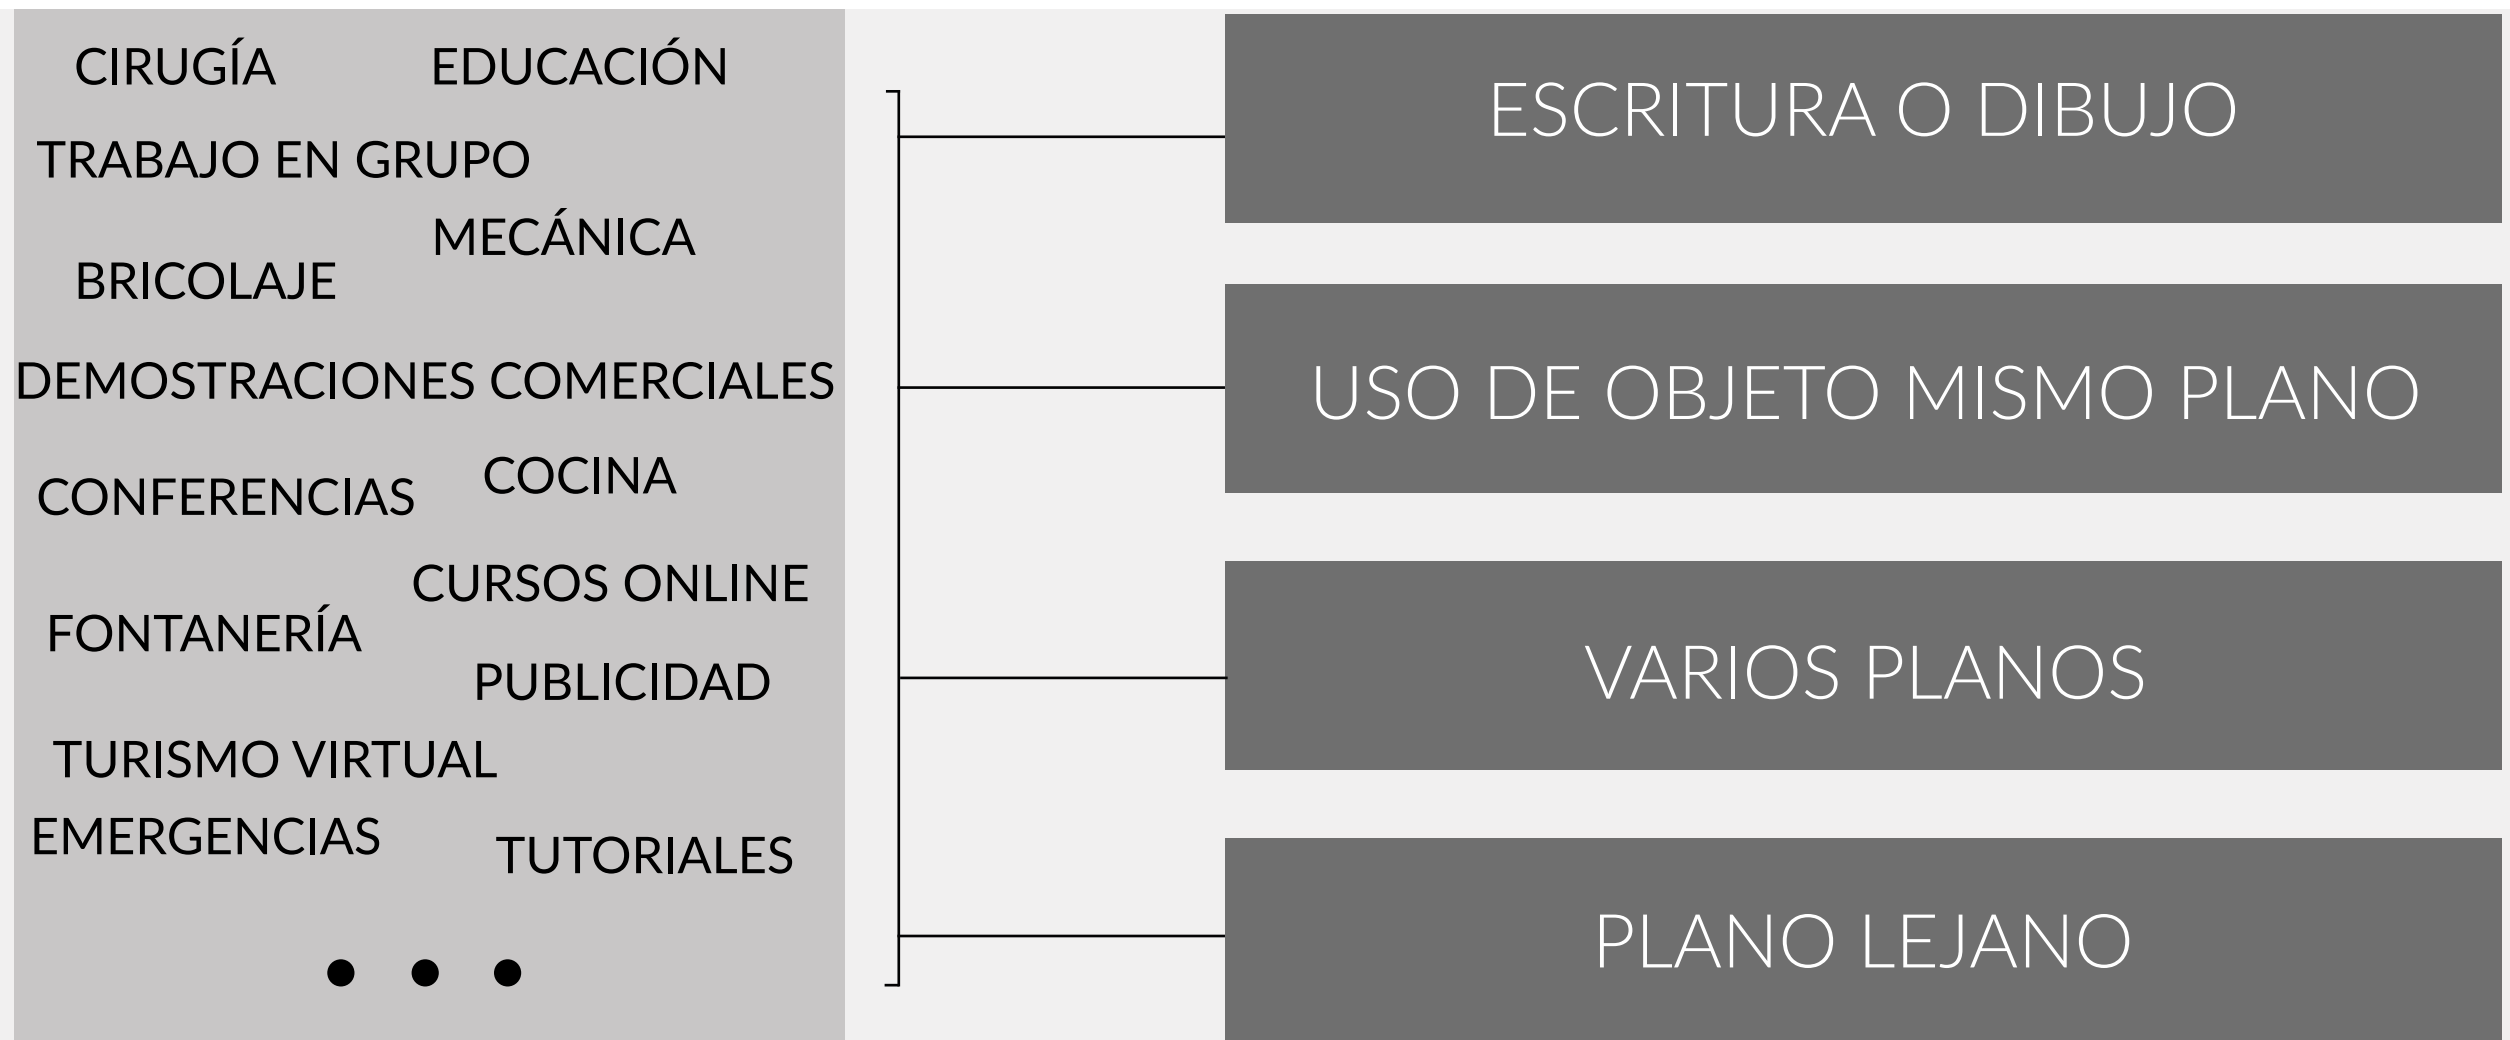 CIRUGÍA
EDUCACIÓN
TRABAJO EN GRUPO
MECÁNICA
BRICOLAJE
DEMOSTRACIONES COMERCIALES
COCINA
CONFERENCIAS
CURSOS ONLINE
FONTANERÍA
PUBLICIDAD
TURISMO VIRTUAL
EMERGENCIAS
TUTORIALES
ESCRITURA O DIBUJO
USO DE OBJETO MISMO PLANO
VARIOS PLANOS
PLANO LEJANO